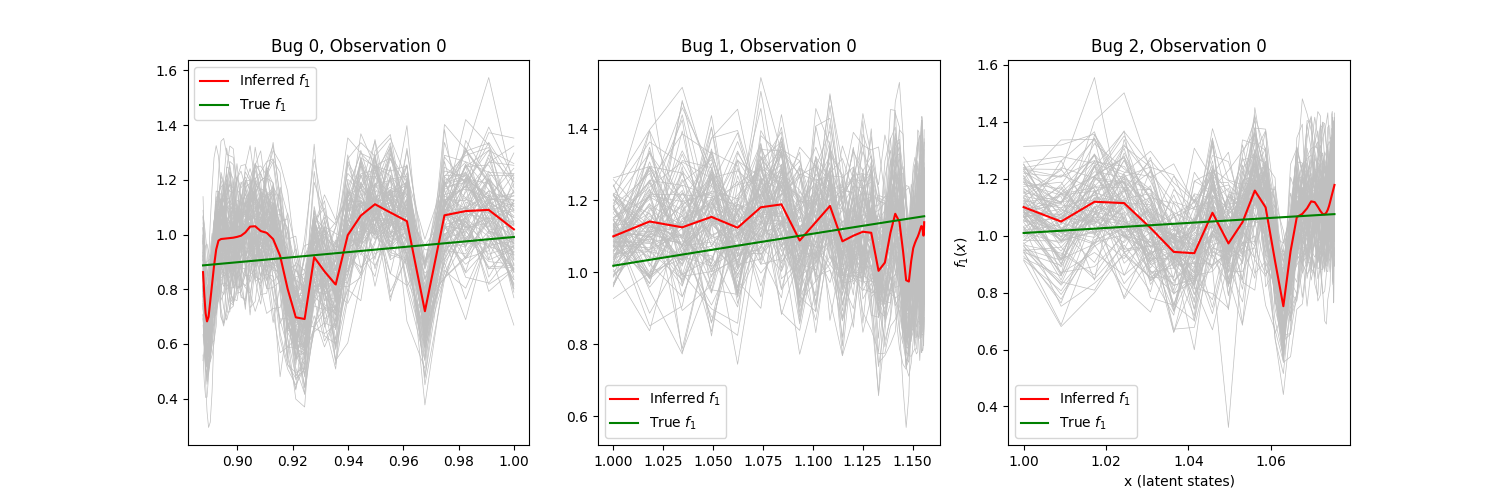 Bug 0, Observation 0
1.6
1.4
1.2
1.0
0.8
0.6
0.4
0.90 0.92 0.94 0.96 0.98 1.00
Inferred f₁
True f₁
Bug 1, Observation 0
1.4
1.2
1.0
0.8
0.6
1.000 1.025 1.050 1.075 1.100 1.125 1.150
Inferred f₁
True f₁
Bug 2, Observation 0
f₁(x)
1.6
1.4
1.2
1.0
0.8
0.6
0.4
1.00 1.02 1.04 1.06
x (latent states)
Inferred f₁
True f₁